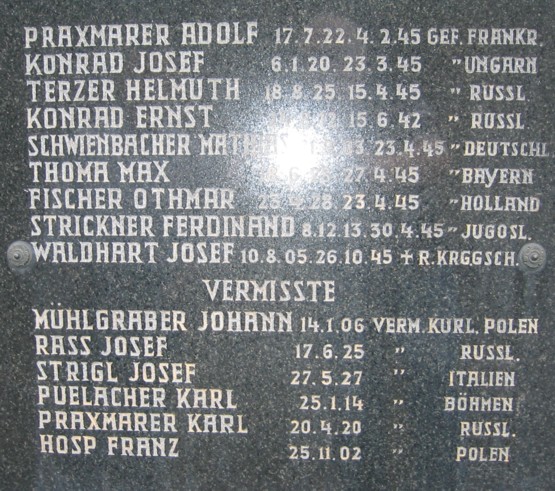 PRAXMARER ADOLF 17.7.22. 4.2.45 GEF. FRANKR.
KONRAD JOSEF 6.1.20. 23.3.45 " UNGARN
TERZER HELMUTH 18.8.25 15.4.45 " RUSSL.
KONRAD ERNST 15.6.42 " RUSSL.
SCHWIENBACHER 23.4.45 " DEUTSCHL
THOMA MAX 27.4.45 " BAYERN
FISCHER OTHMAR 23.4.45 " HOLLAND
STRICKNER FERDINAND 8.12.13. 30.4.45 " JUGOSL.
WALDHART JOSEF 10.8.05. 26.10.45 + R.KRGGSCH.
VERMISSTE
MÜHLGRABER JOHANN 14.1.06 VERM. KURL. POLEN
RASS JOSEF 17.6.25 " RUSSL.
STRIGL JOSEF 27.5.27 " ITALIEN
PUELACHER KARL 25.1.14 " BÖHMEN
PRAXMARER KARL 20.4.20 " RUSSL.
HOSP FRANZ 25.11.02 " POLEN